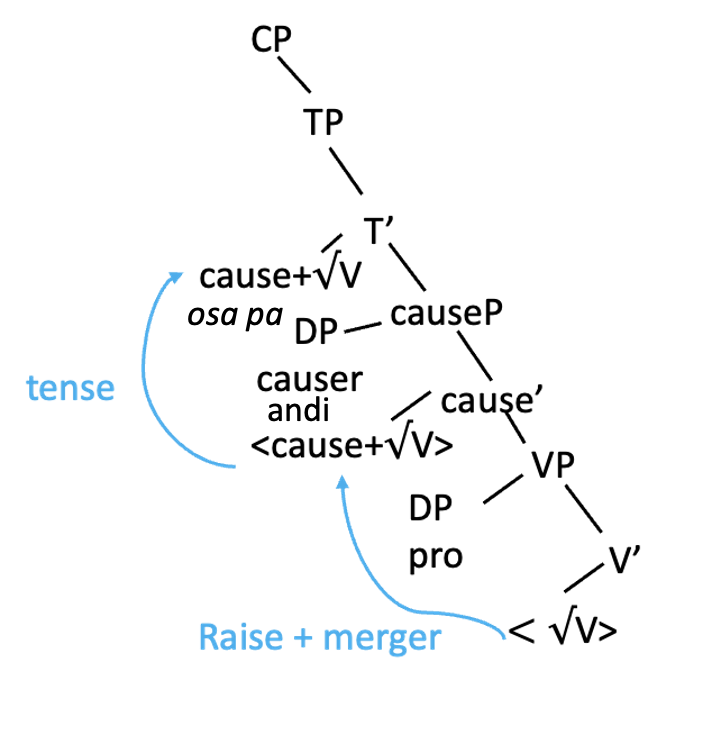 CP
TP
T’
cause+√V
osa pa
DP
causeP
tense
causer
andi
cause’
<cause+√V>
VP
DP
pro
V’
Raise + merger
< √V>